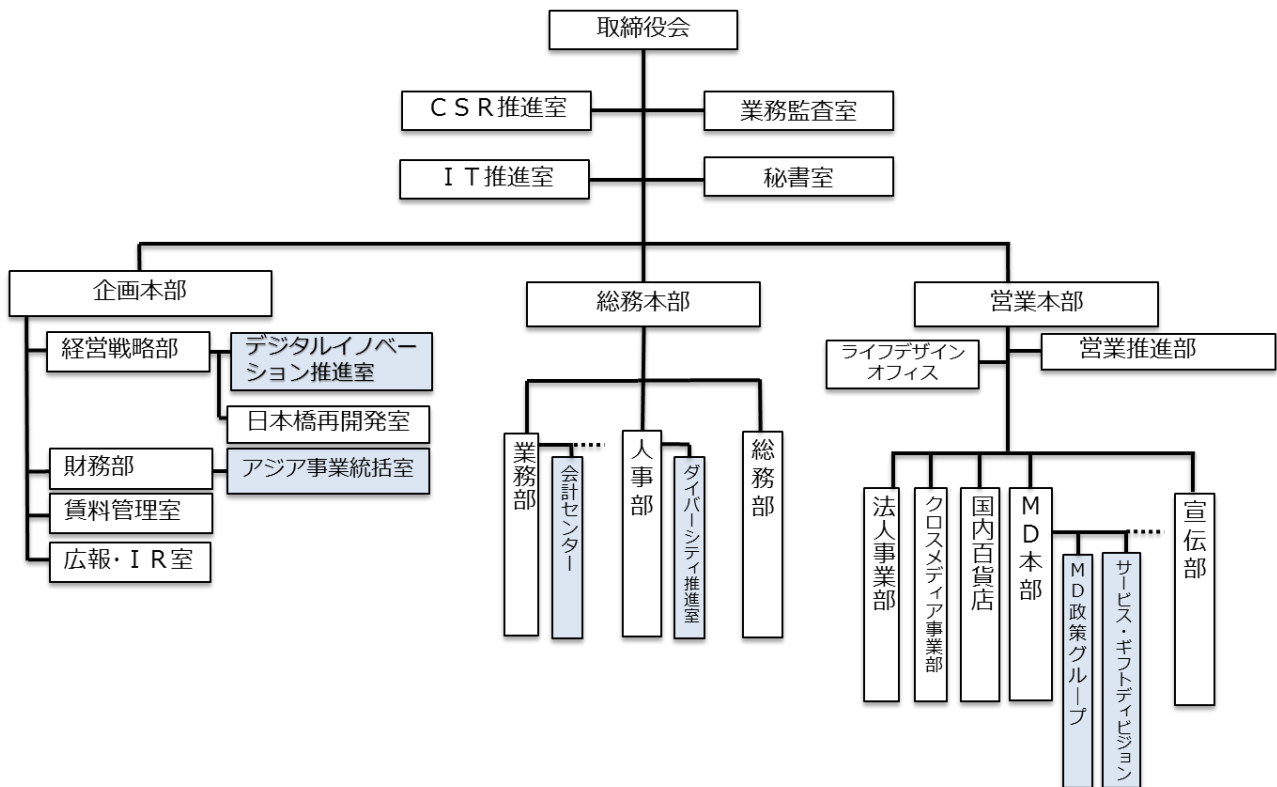 取締役会
ＣＳＲ推進室
業務監査室
ＩＴ推進室
秘書室
企画本部
総務本部
営業本部
経営戦略部
デジタルイノベー
ション推進室
日本橋再開発室
財務部
アジア事業統括室
賃料管理室
広報・ＩＲ室
業務部
会計センター
人事部
ダイバーシティ推進室
総務部
ライフデザイン
オフィス
営業推進部
法人事業部
クロスメディア事業部
国内百貨店
ＭＤ本部
ＭＤ政策グループ
サービス・ギフトディビジョン
宣伝部